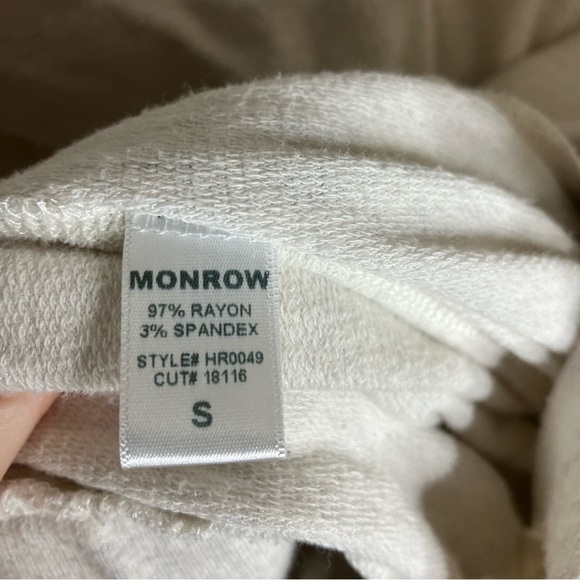 MONROW
97% RAYON
3% SPANDEX
STYLE# HR0049
CUT# 18116
S